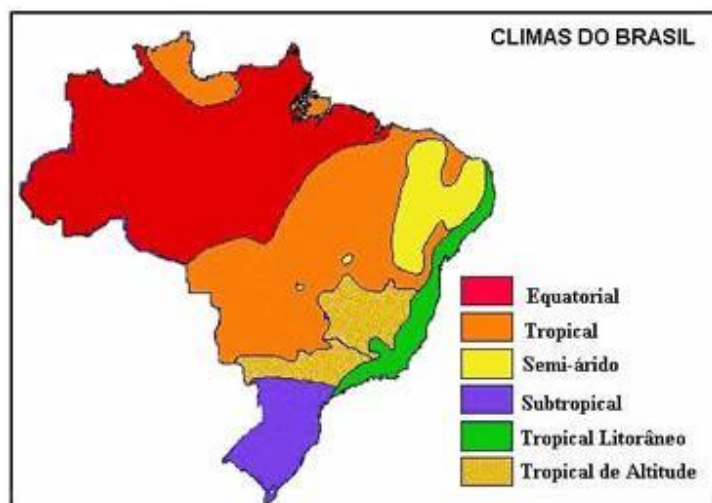 CLIMAS DO BRASIL
Equatorial
Tropical
Semi-árido
Subtropical
Tropical Litorâneo
Tropical de Altitude